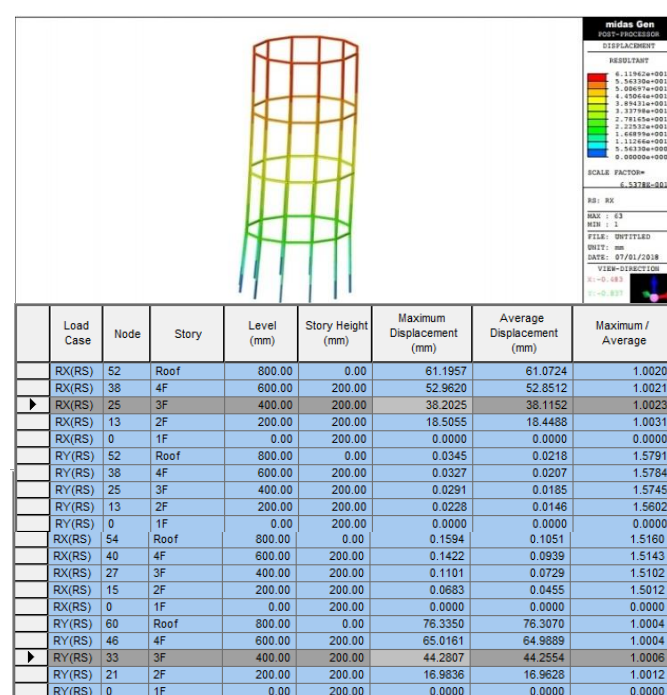 midas Gen
POST-PROCESSOR
DISPLACEMENT
RESULTANT
6.11962e+001
5.56330e+001
5.00697e+001
4.45064e+001
3.89431e+001
3.33798e+001
2.78165e+001
2.22532e+001
1.66899e+001
1.11266e+001
5.56330e+000
0.00000e+000
SCALE FACTOR=
6.5378E-001
RS: RX
MAX : 63
MIN : 1
FILE: UNTITLED
UNIT: mm
DATE: 07/01/2018
VIEW-DIRECTION
X:-0.483
Y:-0.837
Load Case Node Story Level (mm) Story Height (mm) Maximum Displacement (mm) Average Displacement (mm) Maximum / Average
RX(RS) 52 Roof 800.00 0.00 61.1957 61.0724 1.0020
RX(RS) 38 4F 600.00 200.00 52.9620 52.8512 1.0021
RX(RS) 25 3F 400.00 200.00 38.2025 38.1152 1.0023
RX(RS) 13 2F 200.00 200.00 18.5055 18.4488 1.0031
RX(RS) 0 1F 0.00 200.00 0.0000 0.0000 0.0000
RY(RS) 52 Roof 800.00 0.00 0.0345 0.0218 1.5791
RY(RS) 38 4F 600.00 200.00 0.0327 0.0207 1.5784
RY(RS) 25 3F 400.00 200.00 0.0291 0.0185 1.5745
RY(RS) 13 2F 200.00 200.00 0.0228 0.0146 1.5602
RY(RS) 0 1F 0.00 200.00 0.0000 0.0000 0.0000
RX(RS) 54 Roof 800.00 0.00 0.1594 0.1051 1.5160
RX(RS) 40 4F 600.00 200.00 0.1422 0.0939 1.5143
RX(RS) 27 3F 400.00 200.00 0.1101 0.0729 1.5102
RX(RS) 15 2F 200.00 200.00 0.0683 0.0455 1.5012
RX(RS) 0 1F 0.00 200.00 0.0000 0.0000 0.0000
RY(RS) 60 Roof 800.00 0.00 76.3350 76.3070 1.0004
RY(RS) 46 4F 600.00 200.00 65.0161 64.9889 1.0004
RY(RS) 33 3F 400.00 200.00 44.2807 44.2554 1.0006
RY(RS) 21 2F 200.00 200.00 16.9836 16.9628 1.0012
RY(RS) 0 1F 0.00 200.00 0.0000 0.0000 0.0000